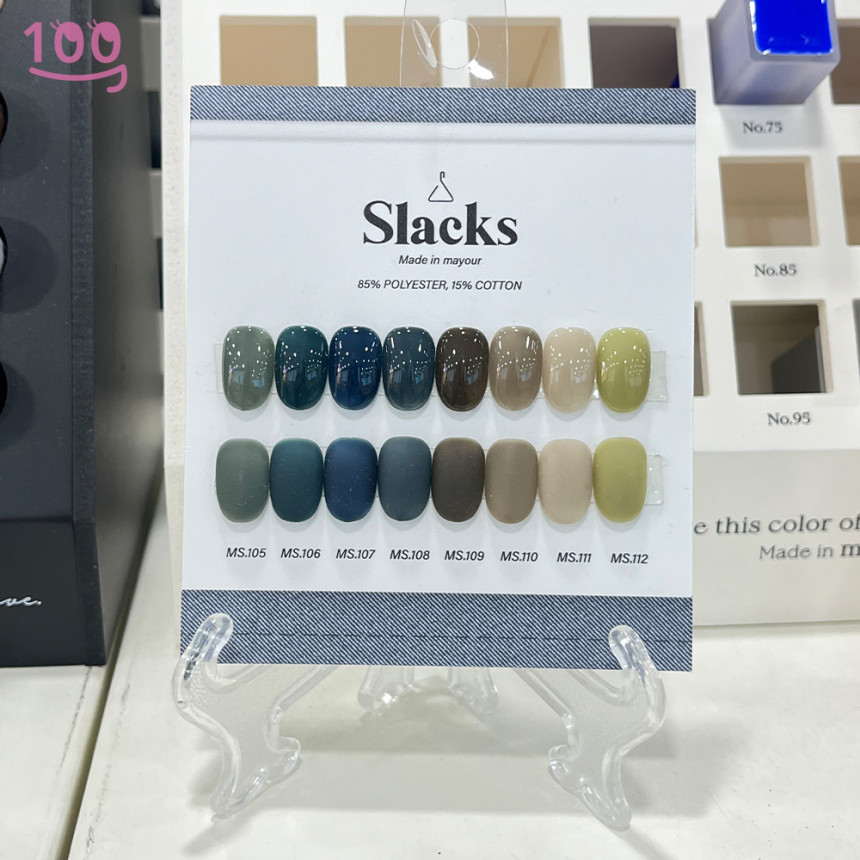 100
Slacks
Made in mayour
85% POLYESTER, 15% COTTON
MS.105 MS.106 MS.107 MS.108 MS.109 MS.110 MS.111 MS.112
No.75
No.85
No.95
this color of
Made in